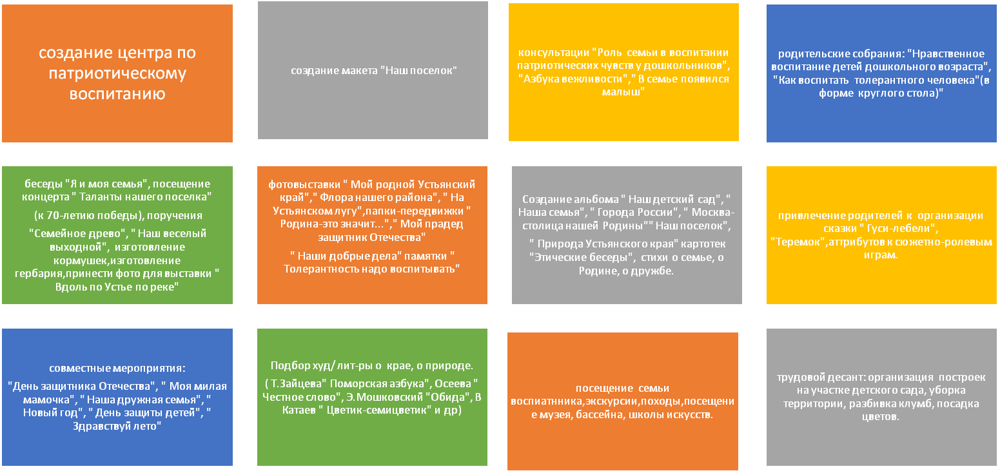 создание центра по
патриотическому
воспитанию
создание макета "Наш поселок"
консультации "Роль семьи в воспитании
патриотических чувств у дошкольников",
"Азбука вежливости"," В семье появился
малыш"
родительские собрания: "Нравственное
воспитание детей дошкольного возраста",
"Как воспитать толерантного человека"(в
форме круглого стола)"
беседы "Я и моя семья", посещение
концерта " Таланты нашего поселка"
(к 70-летию победы), поручения
"Семейное древо", " Наш веселый
выходной", изготовление
кормушек,изготовление
гербария,принести фото для выставки "
Вдоль по Устье по реке"
фотовыставки " Мой родной Устьянский
край"," Флора нашего района", " На
Устьянском лугу",папки-передвижки "
Родина-это значит..."," Мой прадед
защитник Отечества"
" Наши добрые дела" памятки "
Толерантность надо воспитывать"
Создание альбома " Наш детский сад", "
Наша семья", " Города России", " Москва-
столица нашей Родины"" Наш поселок",
" Природа Устьянского края" картотек
"Этические беседы", стихи о семье, о
Родине, о дружбе.
привлечение родителей к организации
сказки " Гуси-лебели",
"Теремок",аттрибутов к сюжетно-ролевым
играм.
совместные мероприятия:
"День защитника Отечества", " Моя милая
мамочка", " Наша дружная семья", "
Новый год", " День защиты детей", "
Здравствуй лето"
Подбор худ/ лит-ры о края, о природе.
( Т.Зайцева" Поморская азбука", Осеева "
Честное слово", Э.Мошковский "Обида", В
Катаев " Цветик-семицветик" и др)
посещение семьи
воспиатнника,экскурсии,походы,посещени
е музея, бассейна, школы искусств.
трудовой десант: организация построек
на участке детского сада, уборка
территории, разбивка клумб, посадка
цветов.